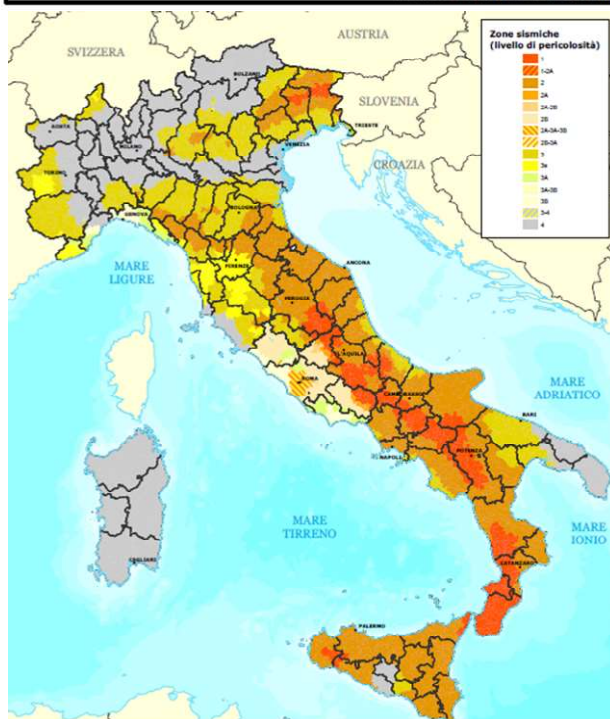 AUSTRIA
SVIZZERA
BOLZANO
SLOVENIA
AOSTA
TRIESTE
MILANO
VENEZIA
CROAZIA
TORINO
GENOVA
BOLOGNA
MARE
LIGURE
FIRENZE
ANCONA
PERUGIA
L'AQUILA
ROMA
CAMPOBASSO
MARE
ADRIATICO
BARI
NAPOLI
POTENZA
MARE
TIRRENO
MARE
IONIO
CAGLIARI
CATANZARO
PALERMO
Zone sismiche
(livello di pericolosità)
1
1-2A
2
2A
2A-2B
2B
2A-3A-3B
2B-3A
3
3A
3A-3B
3B
3-4
4